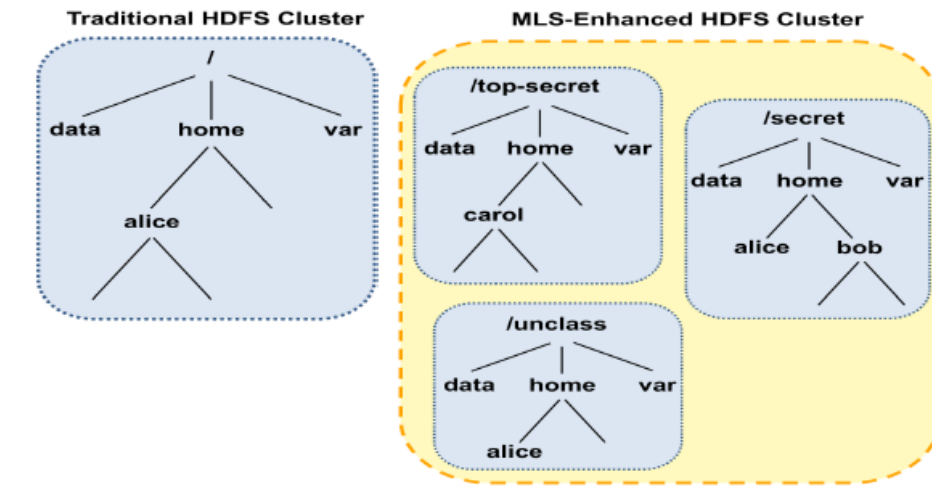 Traditional HDFS Cluster
/
data home var
alice
MLS-Enhanced HDFS Cluster
/top-secret
data home var
carol
/secret
data home var
alice bob
/unclass
data home var
alice